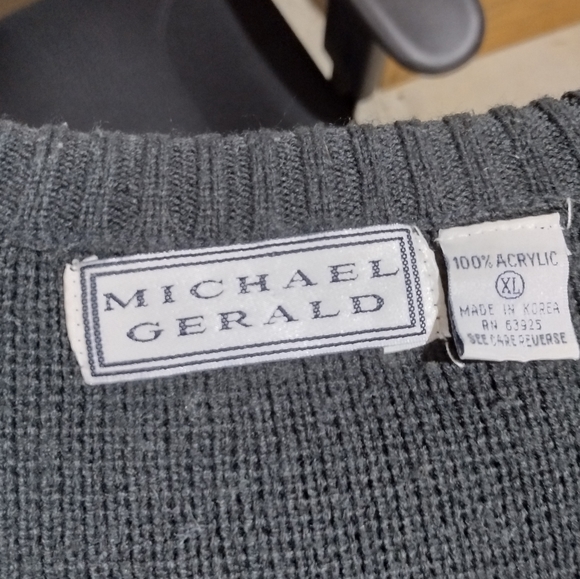 MICHAEL
GERALD
100% ACRYLIC
XL
MADE IN KOREA
RN 63925
SEE CARE REVERSE